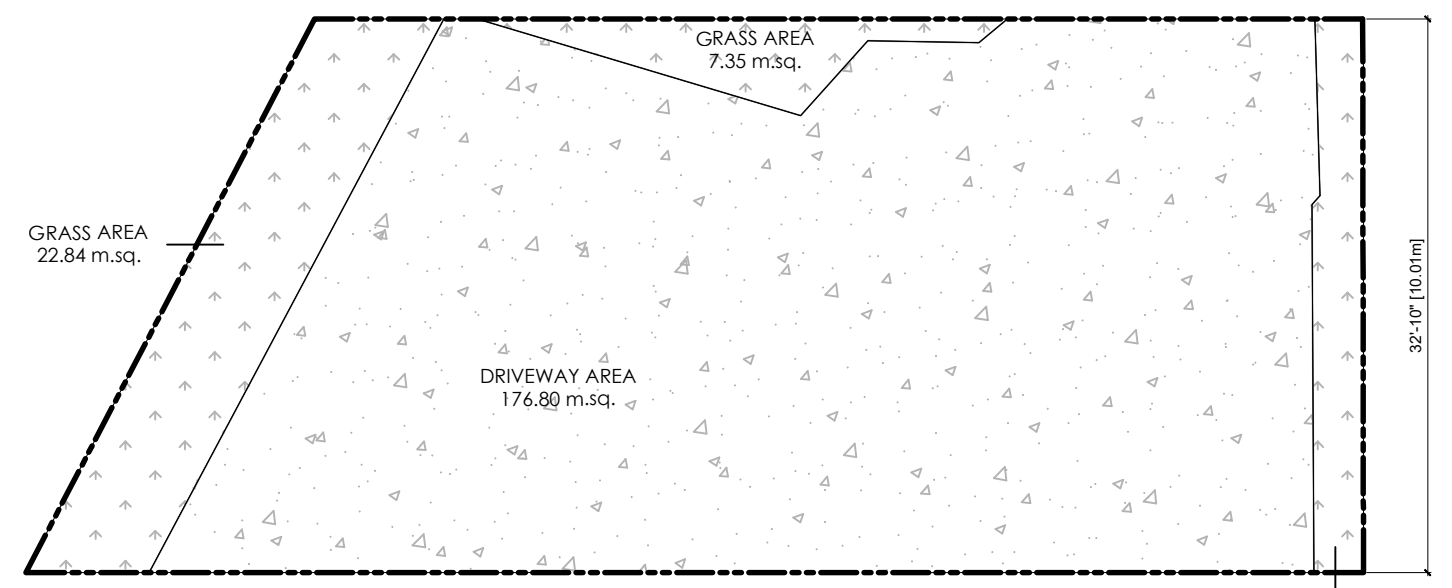 GRASS AREA
7.35 m.sq.
GRASS AREA
22.84 m.sq.
DRIVEWAY AREA
176.80 m.sq.
32'-10" [10.01m]